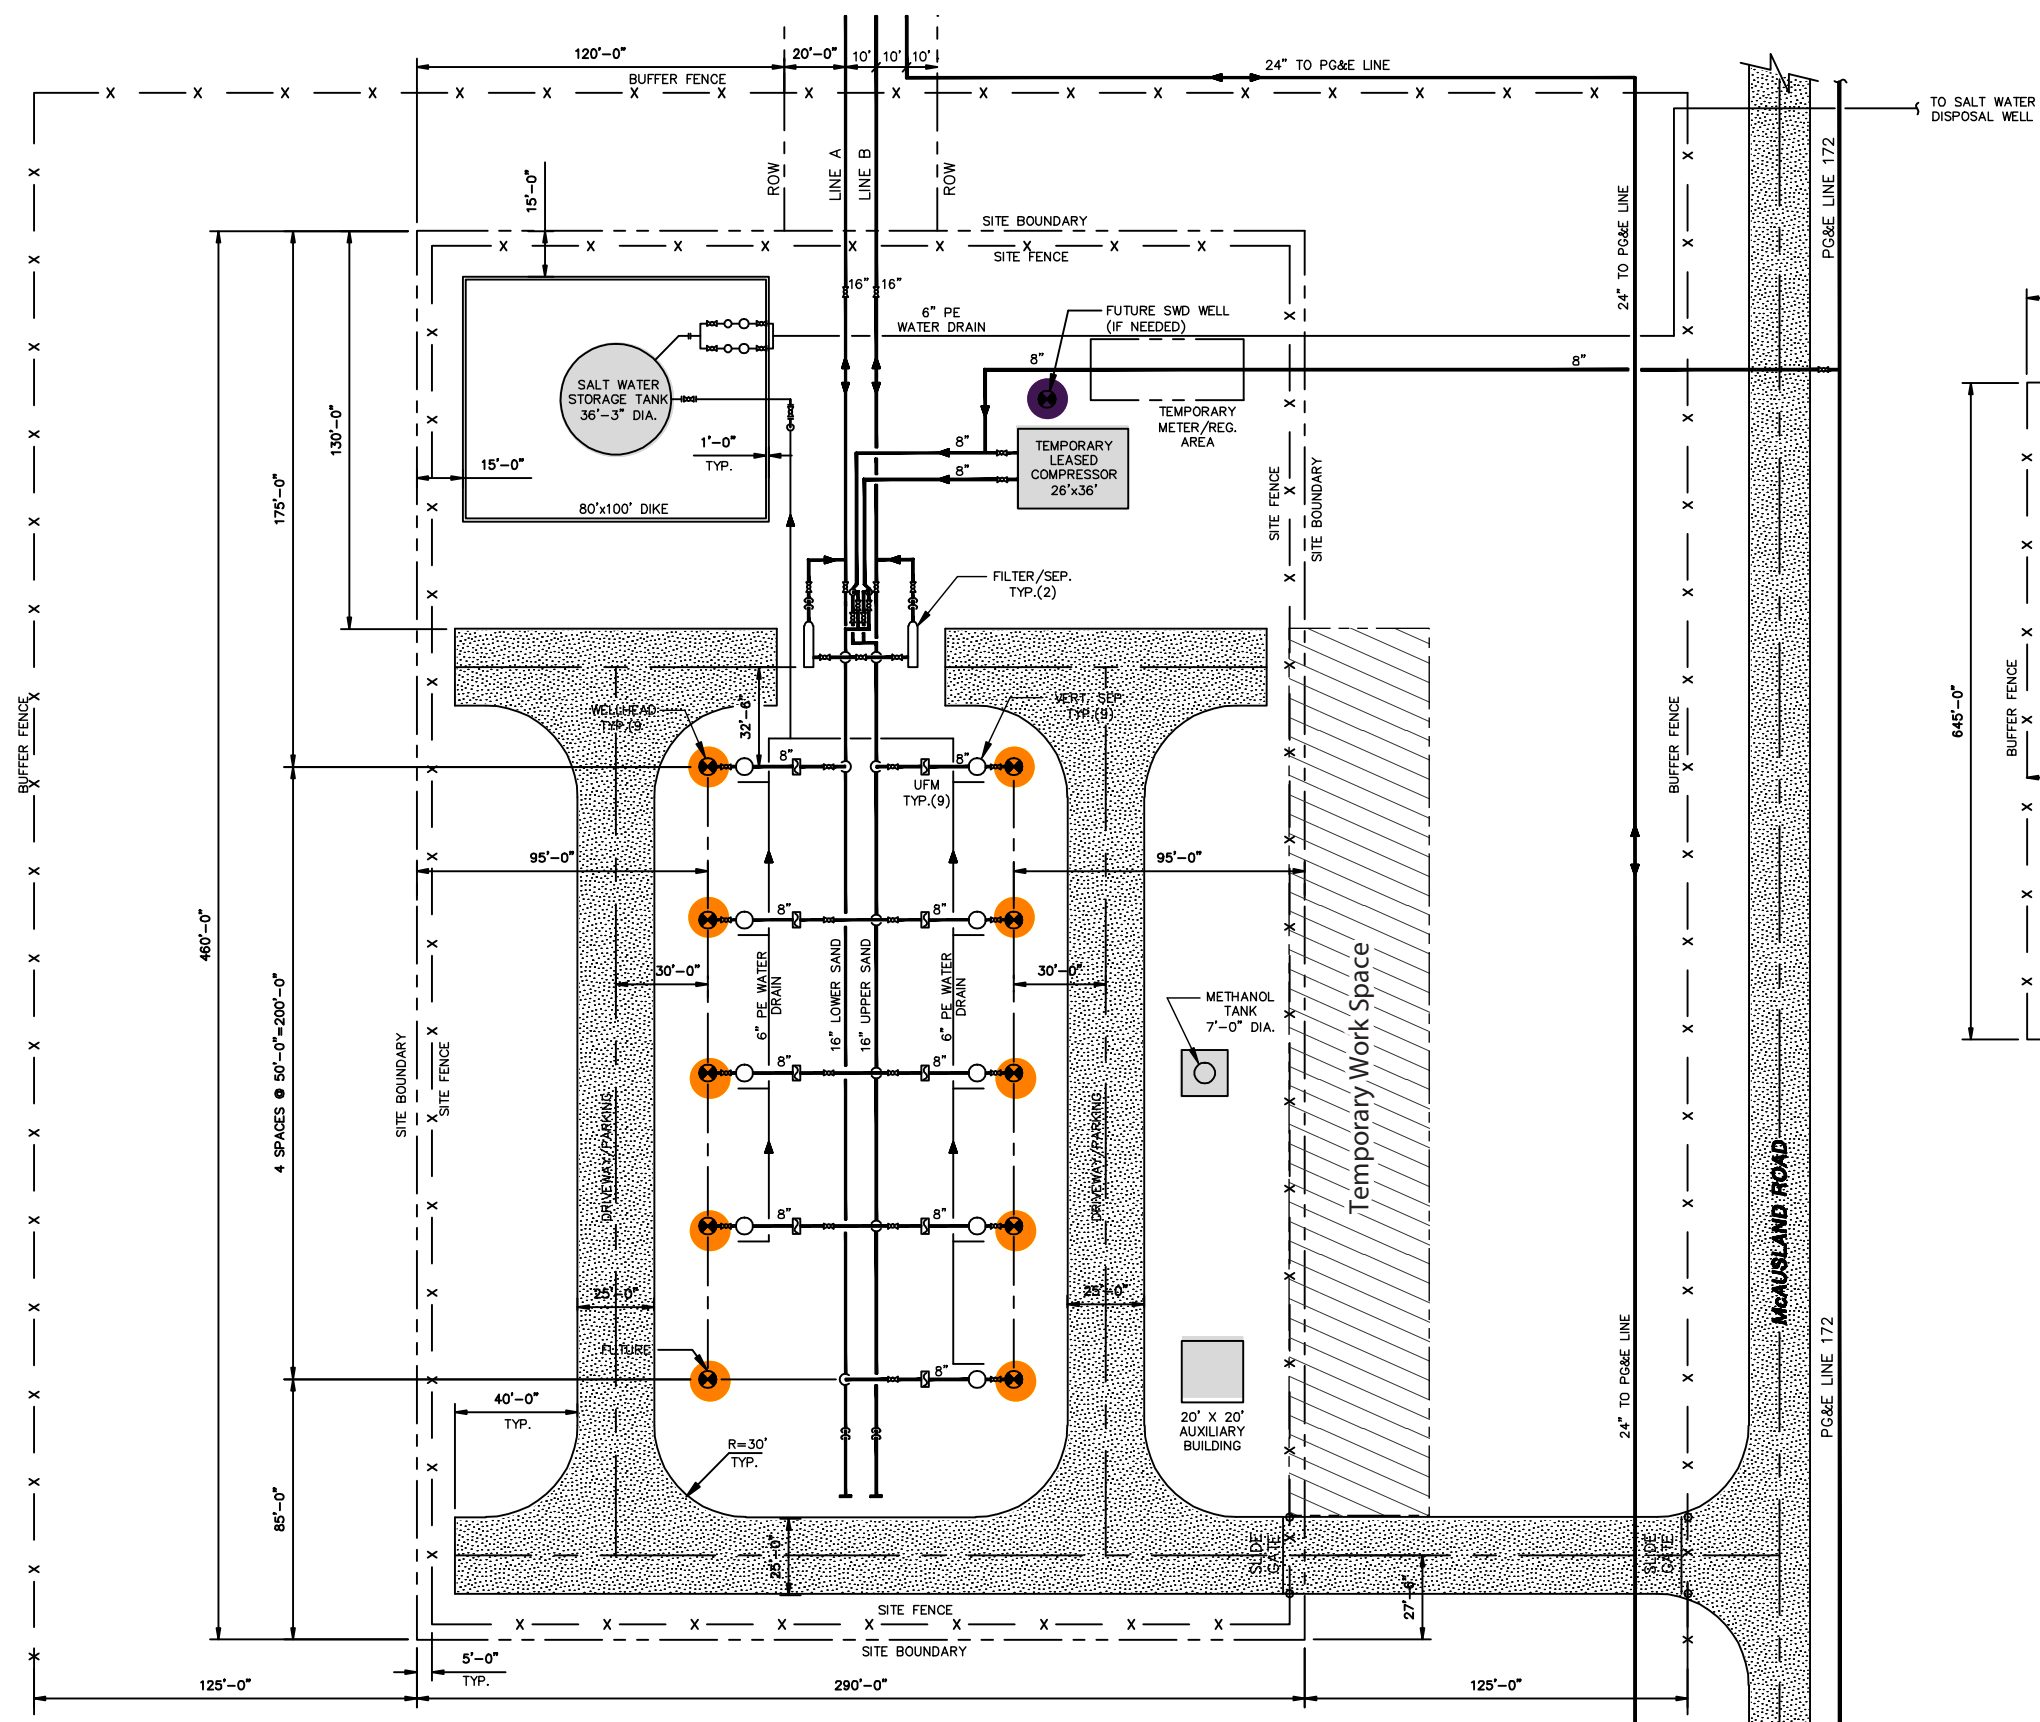 120'-0"
20'-0"
10'
10'
10'
24" TO PG&E LINE
BUFFER FENCE
TO SALT WATER
DISPOSAL WELL
ROW
LINE A
LINE B
ROW
PG&E LINE 172
15'-0"
24" TO PG&E LINE
SITE BOUNDARY
SITE FENCE
16"
16"
6" PE
WATER DRAIN
FUTURE SWD WELL
(IF NEEDED)
8"
8"
SALT WATER
STORAGE TANK
36'-3" DIA.
TEMPORARY
METER/REG.
AREA
130'-0"
175'-0"
1'-0"
TYP.
15'-0"
8"
8"
TEMPORARY
LEASED
COMPRESSOR
26'x36'
SITE FENCE
SITE BOUNDARY
80'x100' DIKE
FILTER/SEP.
TYP.(2)
WELLHEAD
TYP.(9
32'-6"
VERT. SEP.
TYP.(9)
BUFFER FENCE
BUFFER FENCE
BUFFER FENCE
645'-0"
8"
8"
UFM
TYP.(9)
95'-0"
95'-0"
460'-0"
4 SPACES @ 50'-0"=200'-0"
8"
8"
30'-0"
30'-0"
6" PE WATER
DRAIN
16" LOWER SAND
16" UPPER SAND
6" PE WATER
DRAIN
METHANOL
TANK
7'-0" DIA.
Temporary Work Space
SITE BOUNDARY
SITE FENCE
8"
8"
DRIVEWAY/PARKING
DRIVEWAY/PARKING
McAUSLAND ROAD
8"
8"
25'-0"
25'-0"
FUTURE
8"
40'-0"
TYP.
R=30'
TYP.
20' X 20'
AUXILIARY
BUILDING
24" TO PG&E LINE
PG&E LINE 172
85'-0"
25'-0"
SLIDE
GATE
SLIDE
GATE
27'-6"
SITE FENCE
SITE BOUNDARY
5'-0"
TYP.
125'-0"
290'-0"
125'-0"